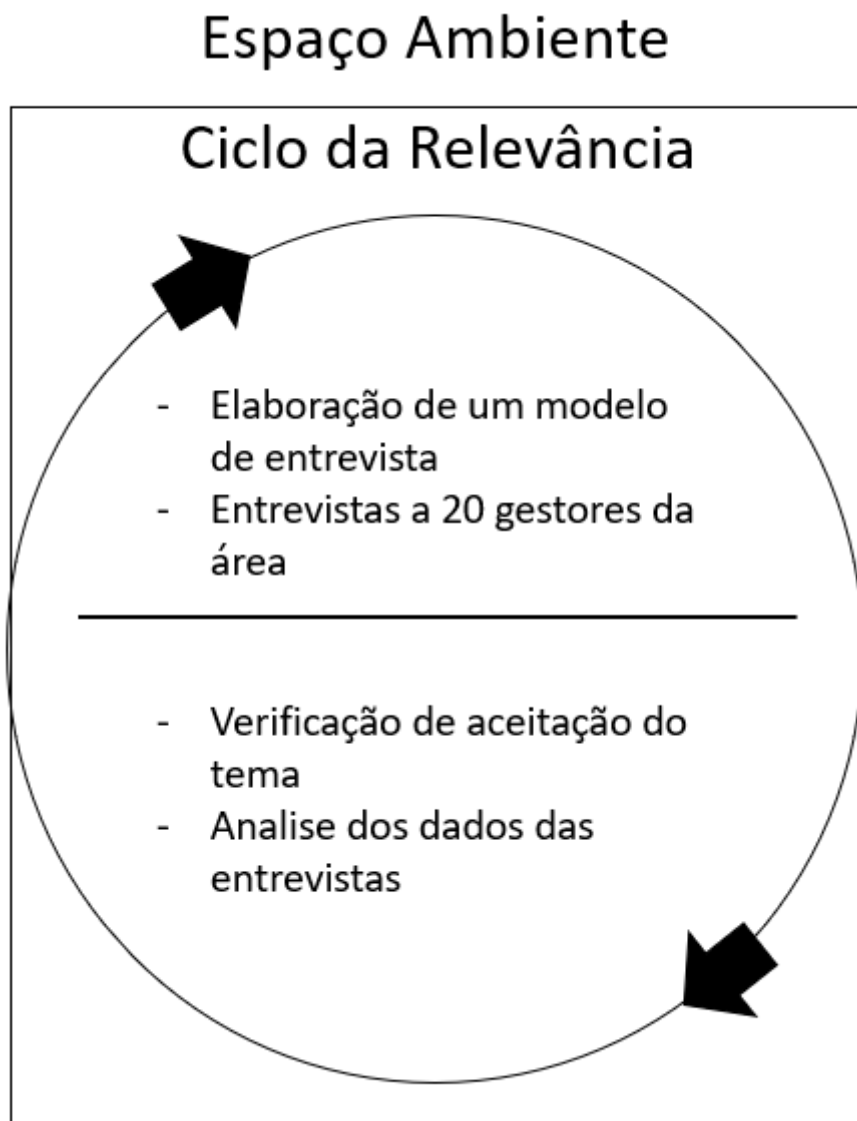 Espaço Ambiente
Ciclo da Relevância
- Elaboração de um modelo
de entrevista
- Entrevistas a 20 gestores da
área
- Verificação de aceitação do
tema
- Analise dos dados das
entrevistas